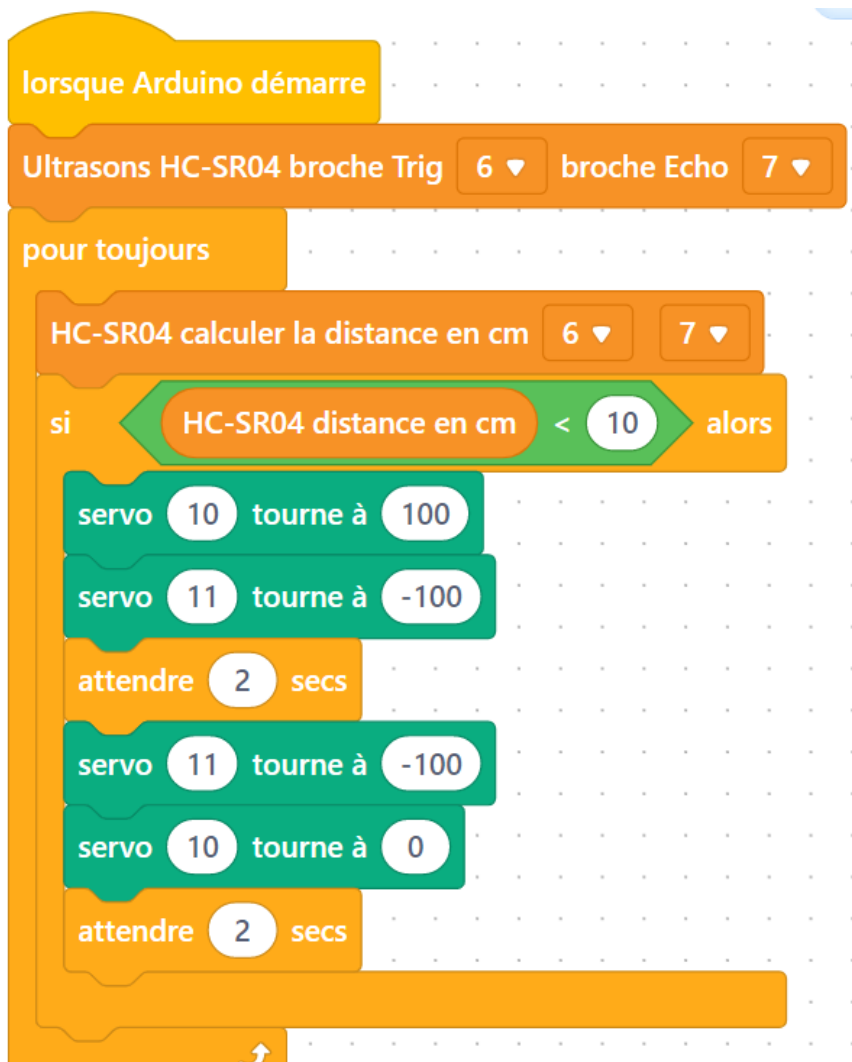 lorsque Arduino démarre
Ultrasons HC-SR04 broche Trig 6 broche Echo 7
pour toujours
HC-SR04 calculer la distance en cm 6 7
si HC-SR04 distance en cm < 10 alors
servo 10 tourne à 100
servo 11 tourne à -100
attendre 2 secs
servo 11 tourne à -100
servo 10 tourne à 0
attendre 2 secs